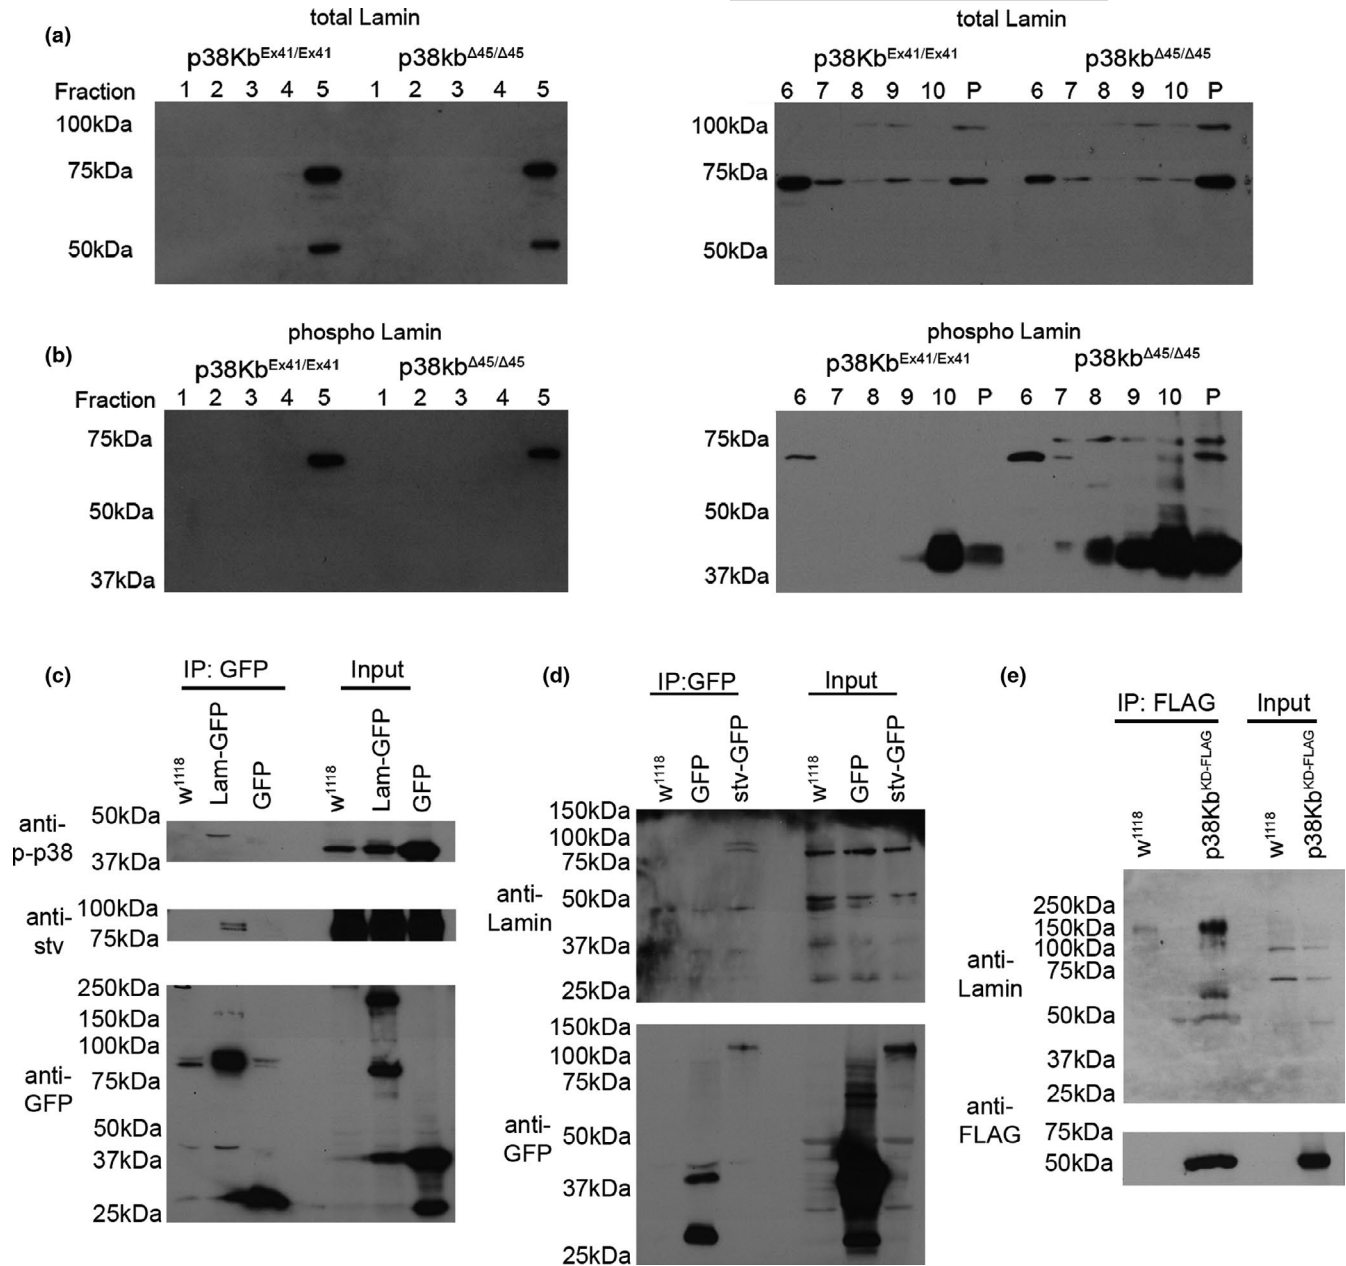 (a)
total Lamin
p38Kb^Ex41/Ex41 p38kb^Δ45/Δ45
Fraction 1 2 3 4 5 1 2 3 4 5
100kDa
75kDa
50kDa
total Lamin
p38Kb^Ex41/Ex41 p38kb^Δ45/Δ45
6 7 8 9 10 P 6 7 8 9 10 P
100kDa
75kDa
50kDa
(b)
phospho Lamin
p38Kb^Ex41/Ex41 p38kb^Δ45/Δ45
Fraction 1 2 3 4 5 1 2 3 4 5
75kDa
50kDa
37kDa
phospho Lamin
p38Kb^Ex41/Ex41 p38kb^Δ45/Δ45
6 7 8 9 10 P 6 7 8 9 10 P
75kDa
50kDa
37kDa
(c)
IP: GFP Input
w^1118 Lam-GFP GFP w^1118 Lam-GFP GFP
anti-
p-p38
50kDa
37kDa
anti-
stv
100kDa
75kDa
anti-
GFP
250kDa
150kDa
100kDa
75kDa
50kDa
37kDa
25kDa
(d)
IP:GFP Input
w^1118 GFP stv-GFP w^1118 GFP stv-GFP
anti-
Lamin
150kDa
100kDa
75kDa
50kDa
37kDa
25kDa
anti-
GFP
150kDa
100kDa
75kDa
50kDa
37kDa
25kDa
(e)
IP: FLAG Input
w^1118 p38Kb^KD-FLAG w^1118 p38Kb^KD-FLAG
anti-
Lamin
250kDa
150kDa
100kDa
75kDa
50kDa
37kDa
25kDa
anti-
FLAG
75kDa
50kDa